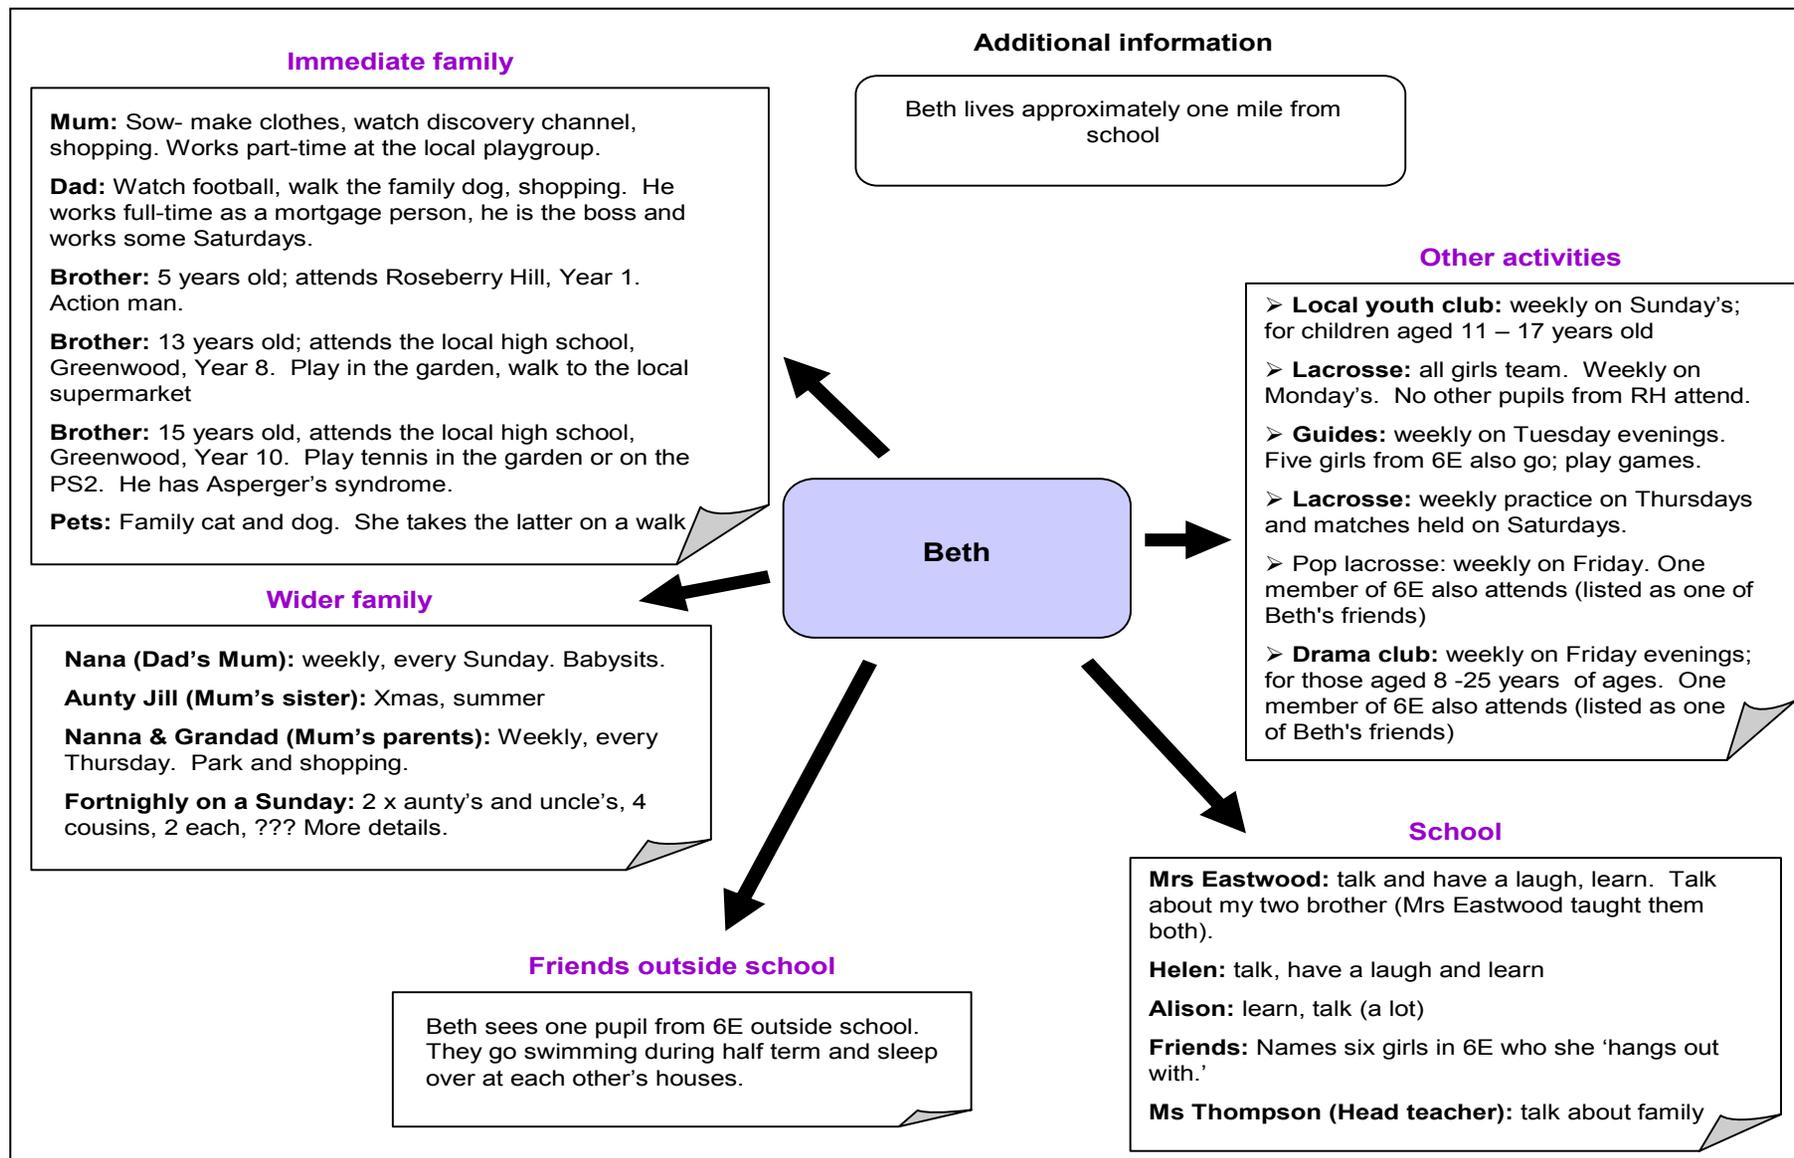 Additional information
Beth lives approximately one mile from
school
Immediate family
Mum: Sow- make clothes, watch discovery channel,
shopping. Works part-time at the local playgroup.
Dad: Watch football, walk the family dog, shopping.  He
works full-time as a mortgage person, he is the boss and
works some Saturdays.
Brother: 5 years old; attends Roseberry Hill, Year 1.
Action man.
Brother: 13 years old; attends the local high school,
Greenwood, Year 8.  Play in the garden, walk to the local
supermarket
Brother: 15 years old, attends the local high school,
Greenwood, Year 10.  Play tennis in the garden or on the
PS2.  He has Asperger’s syndrome.
Pets: Family cat and dog.  She takes the latter on a walk
Other activities
➢ Local youth club: weekly on Sunday’s;
for children aged 11 – 17 years old
➢ Lacrosse: all girls team.  Weekly on
Monday’s.  No other pupils from RH attend.
➢ Guides: weekly on Tuesday evenings.
Five girls from 6E also go; play games.
➢ Lacrosse: weekly practice on Thursdays
and matches held on Saturdays.
➢ Pop lacrosse: weekly on Friday. One
member of 6E also attends (listed as one of
Beth's friends)
➢ Drama club: weekly on Friday evenings;
for those aged 8 -25 years  of ages.  One
member of 6E also attends (listed as one
of Beth's friends)
Beth
Wider family
Nana (Dad’s Mum): weekly, every Sunday. Babysits.
Aunty Jill (Mum’s sister): Xmas, summer
Nanna & Grandad (Mum’s parents): Weekly, every
Thursday.  Park and shopping.
Fortnighly on a Sunday: 2 x aunty’s and uncle’s, 4
cousins, 2 each, ??? More details.
Friends outside school
Beth sees one pupil from 6E outside school.
They go swimming during half term and sleep
over at each other’s houses.
School
Mrs Eastwood: talk and have a laugh, learn.  Talk
about my two brother (Mrs Eastwood taught them
both).
Helen: talk, have a laugh and learn
Alison: learn, talk (a lot)
Friends: Names six girls in 6E who she ‘hangs out
with.’
Ms Thompson (Head teacher): talk about family